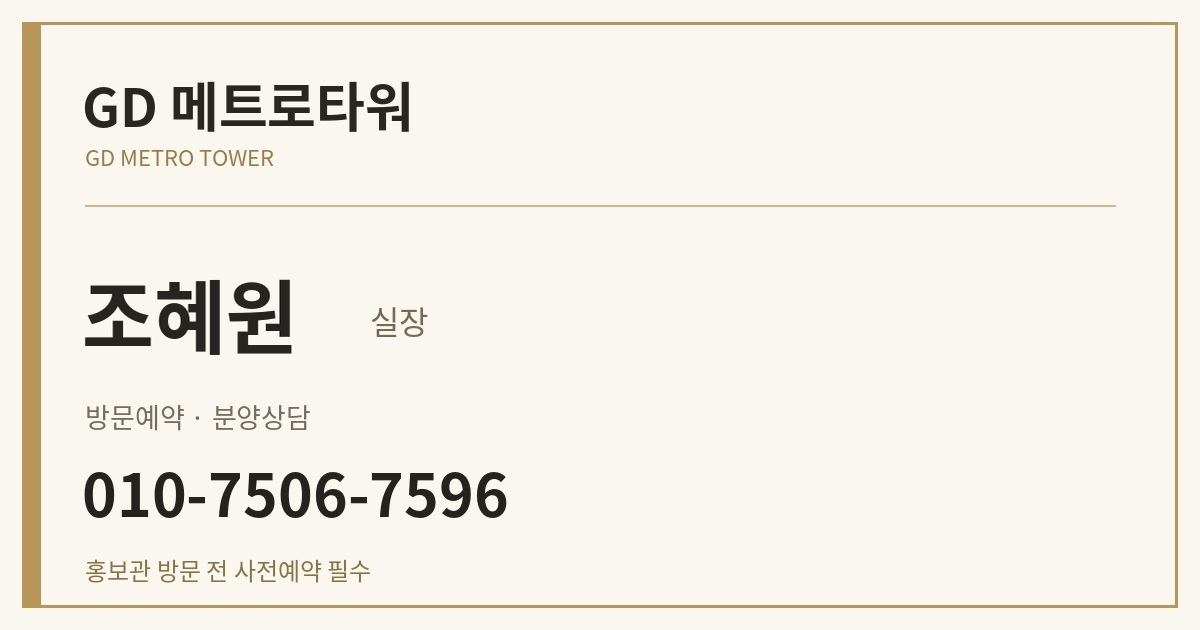 GD 메트로타워
GD METRO TOWER
조혜원 실장
방문예약 · 분양상담
010-7506-7596
홍보관 방문 전 사전예약 필수